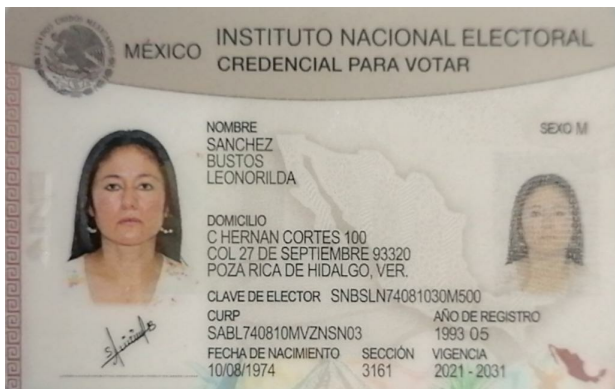 MÉXICO
INSTITUTO NACIONAL ELECTORAL
CREDENCIAL PARA VOTAR
NOMBRE
SEXO M
SANCHEZ
BUSTOS
LEONORILDA
DOMICILIO
C HERNAN CORTES 100
COL 27 DE SEPTIEMBRE 93320
POZA RICA DE HIDALGO, VER.
CLAVE DE ELECTOR SNBSLN74081030M500
CURP
AÑO DE REGISTRO
SABL740810MVZNSN03
1993 05
FECHA DE NACIMIENTO SECCIÓN VIGENCIA
10/08/1974 3161 2021 - 2031